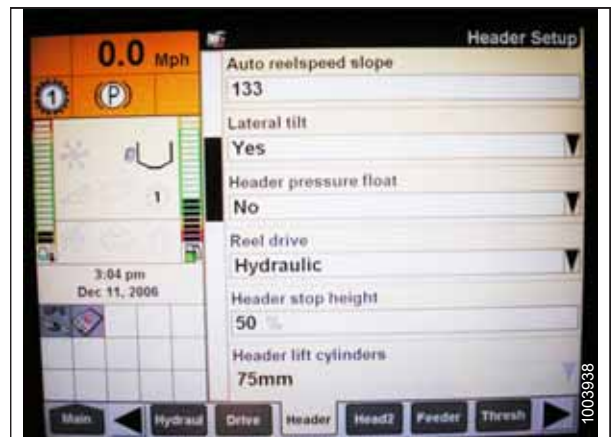 0.0 Mph
Header Setup
1
(P)
Auto reelspeed slope
133
Lateral tilt
Yes
1
Header pressure float
No
Reel drive
Hydraulic
3:04 pm
Dec 11, 2006
GPS
Header stop height
50 %
Header lift cylinders
75mm
Main
Hydraul
Drive
Header
Head2
Feeder
Thresh
1003938